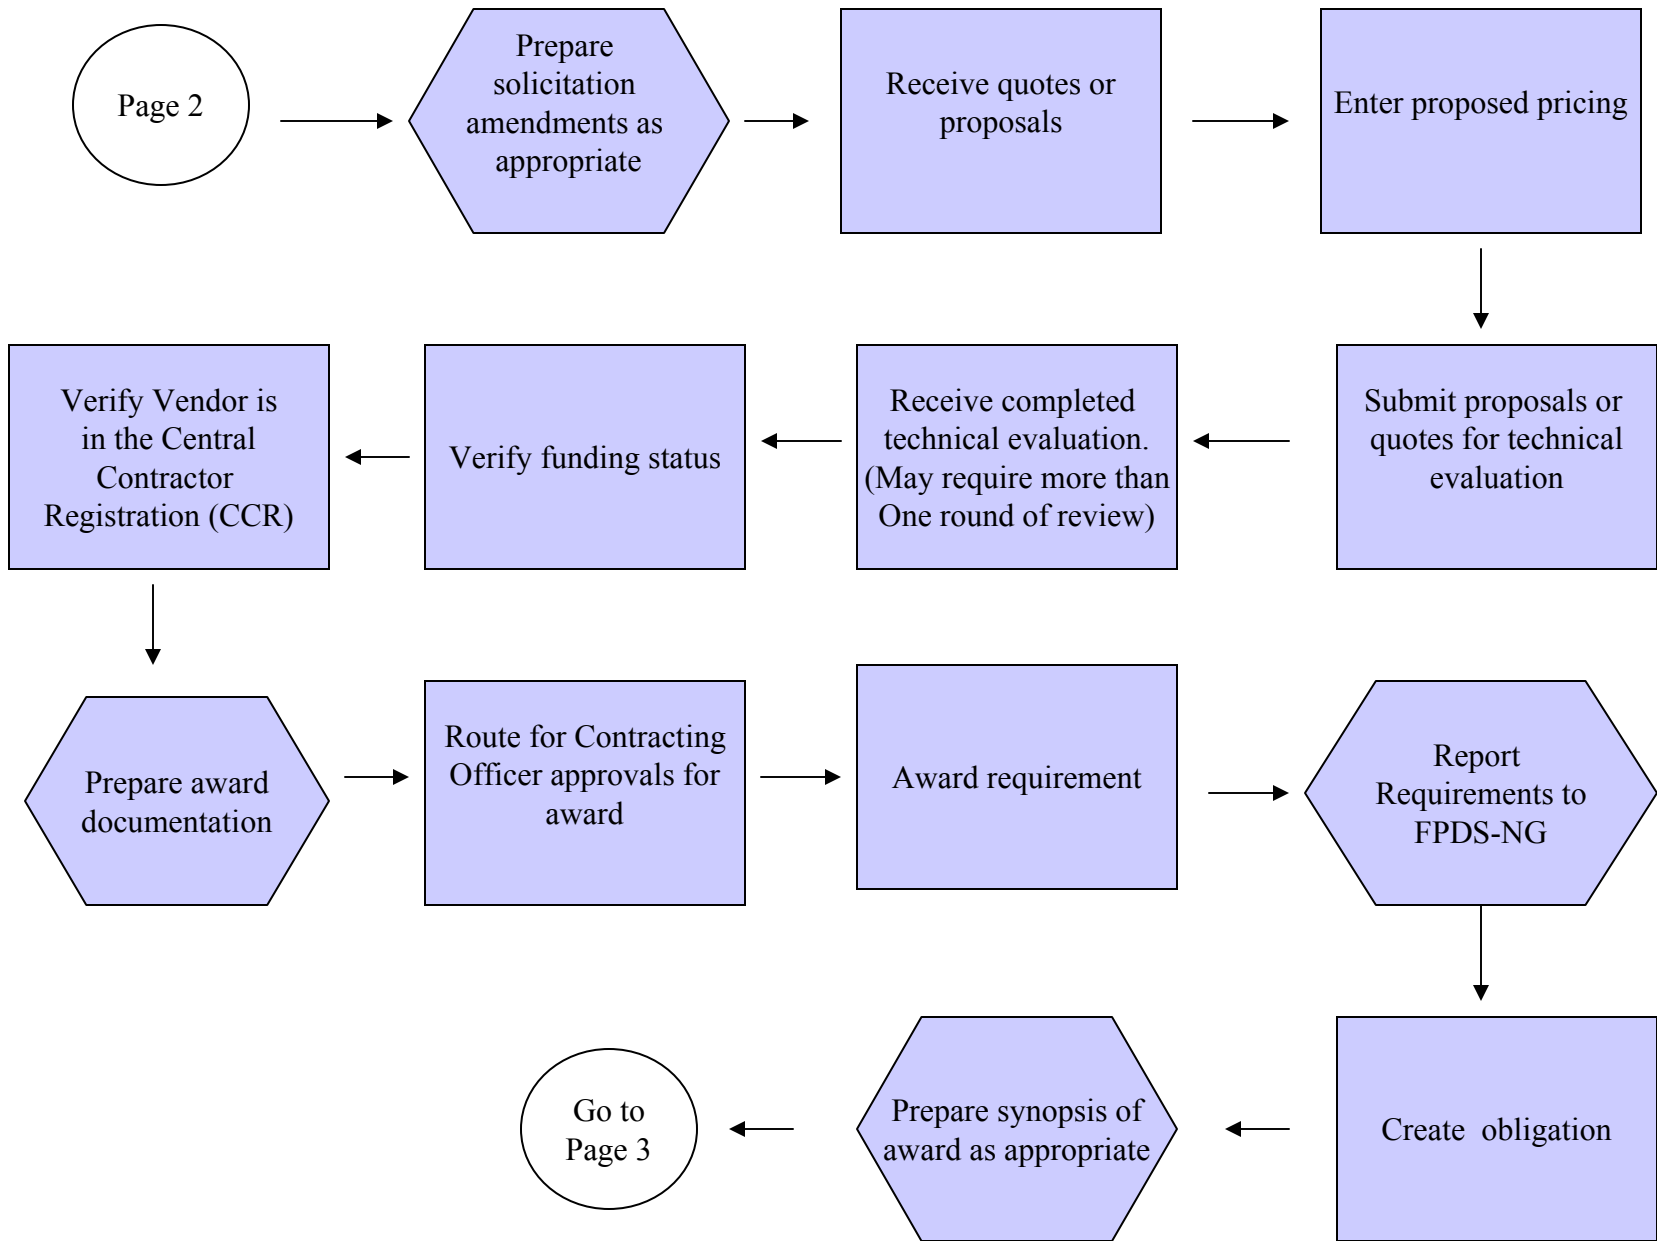 Page 2
Prepare
solicitation
amendments as
appropriate
Receive quotes or
proposals
Enter proposed pricing
Submit proposals or
quotes for technical
evaluation
Receive completed
technical evaluation.
(May require more than
One round of review)
Verify funding status
Verify Vendor is
in the Central
Contractor
Registration (CCR)
Prepare award
documentation
Route for Contracting
Officer approvals for
award
Award requirement
Report
Requirements to
FPDS-NG
Create obligation
Prepare synopsis of
award as appropriate
Go to
Page 3